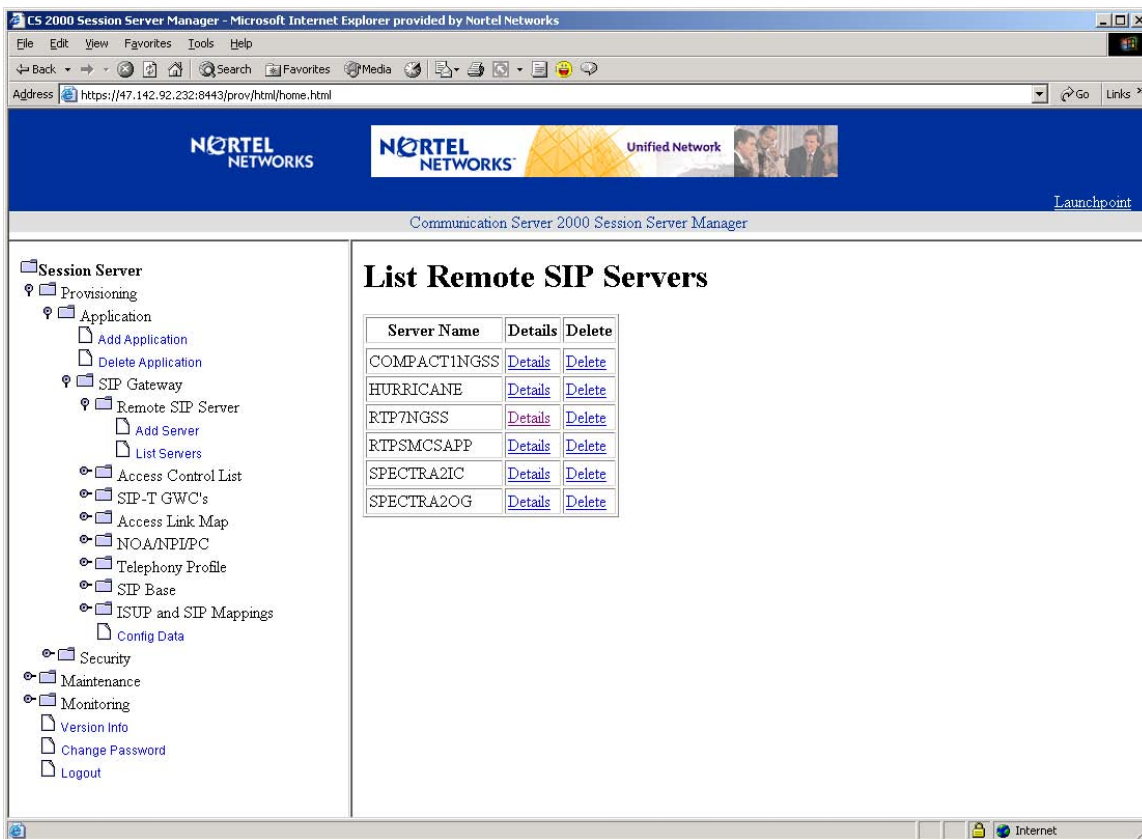 CS 2000 Session Server Manager - Microsoft Internet Explorer provided by Nortel Networks
File Edit View Favorites Tools Help
Back Search Favorites Media
Address https://47.142.92.232:8443/prov/html/home.html Go Links »
NORTEL NETWORKS
NORTEL NETWORKS™ Unified Network
Launchpoint
Communication Server 2000 Session Server Manager
Session Server
Provisioning
Application
Add Application
Delete Application
SIP Gateway
Remote SIP Server
Add Server
List Servers
Access Control List
SIP-T GWC's
Access Link Map
NOA/NPI/PC
Telephony Profile
SIP Base
ISUP and SIP Mappings
Config Data
Security
Maintenance
Monitoring
Version Info
Change Password
Logout
List Remote SIP Servers
Server Name Details Delete
COMPACT1NGSS Details Delete
HURRICANE Details Delete
RTP7NGSS Details Delete
RTPSMCSAPP Details Delete
SPECTRA2IC Details Delete
SPECTRA2OG Details Delete
Internet